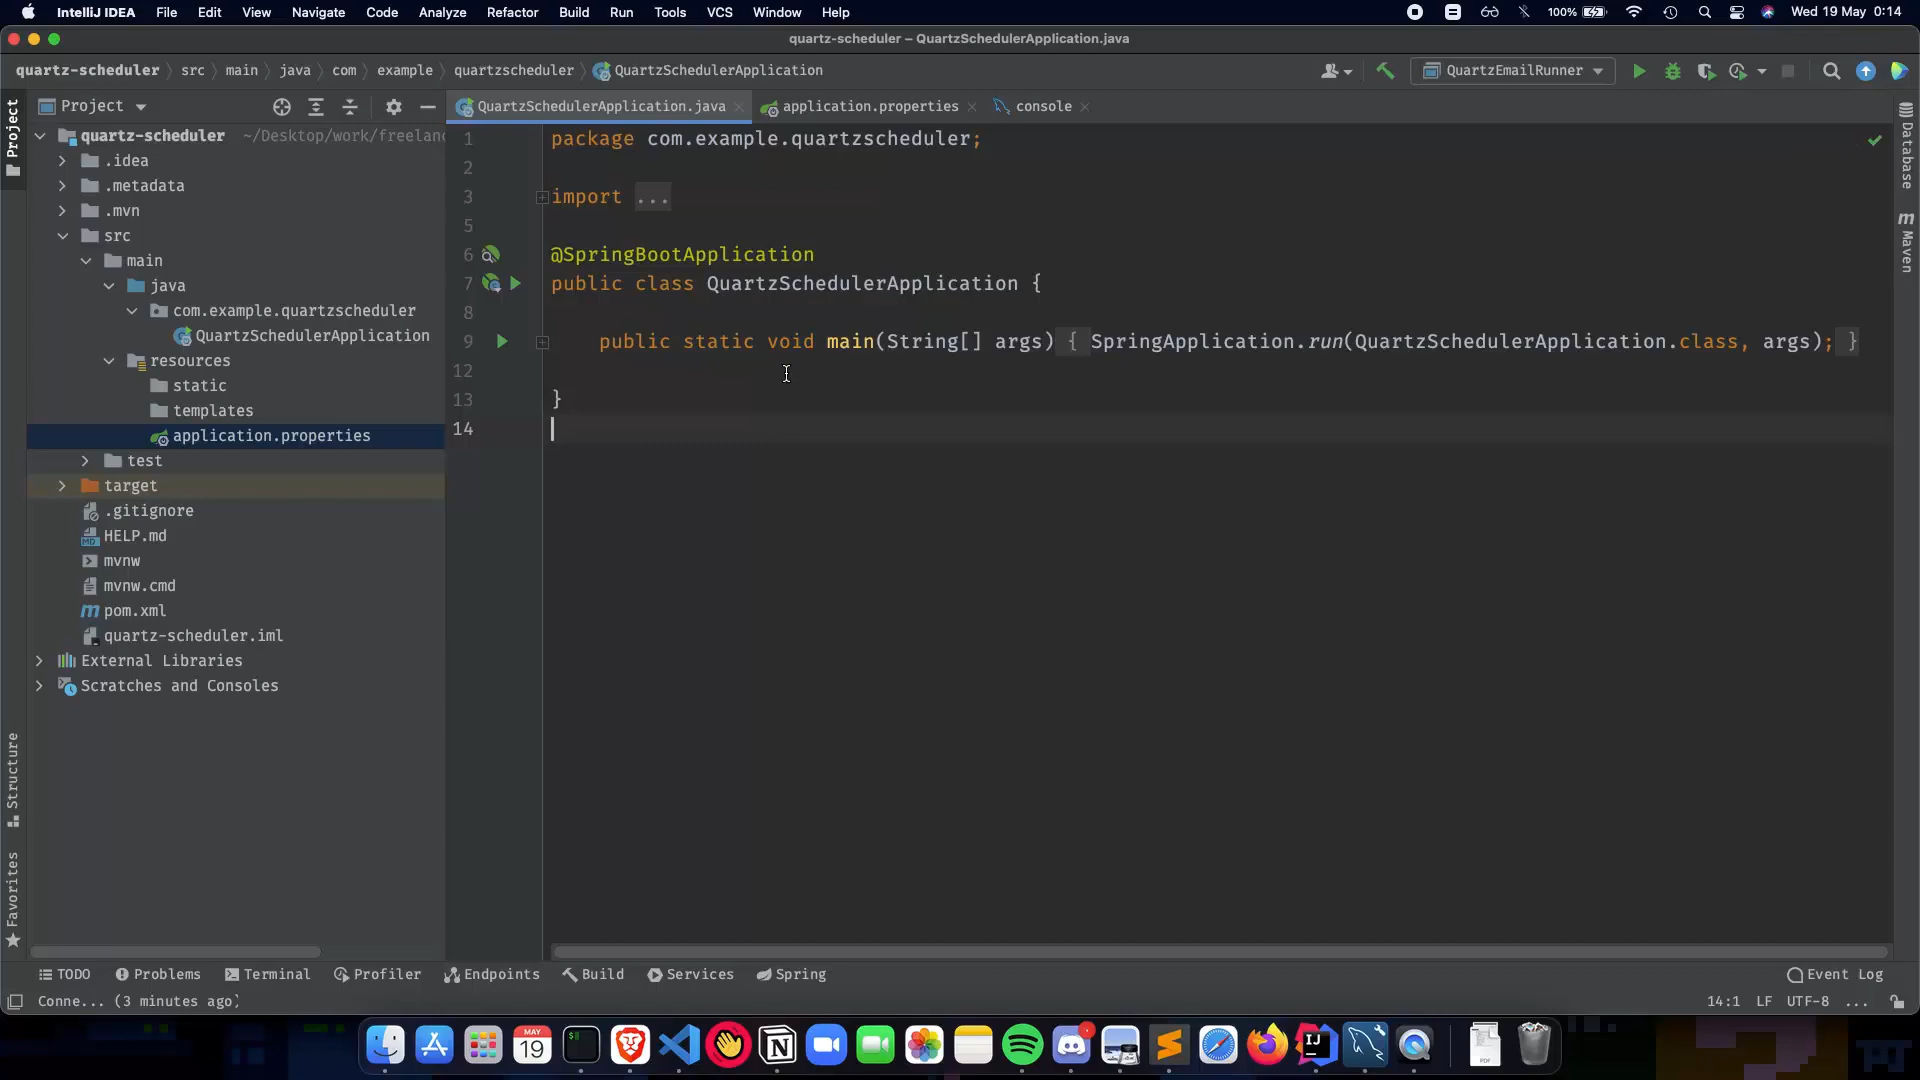 IntelliJ IDEA File Edit View Navigate Code Analyze Refactor Build Run Tools VCS Window Help 100% Wed 19 May 0:14
quartz-scheduler – QuartzSchedulerApplication.java
quartz-scheduler src main java com example quartzscheduler QuartzSchedulerApplication QuartzEmailRunner
Project QuartzSchedulerApplication.java application.properties console
Project
Structure
Favorites
quartz-scheduler ~/Desktop/work/freelanc
.idea
.metadata
.mvn
src
main
java
com.example.quartzscheduler
QuartzSchedulerApplication
resources
static
templates
application.properties
test
target
.gitignore
HELP.md
mvnw
mvnw.cmd
pom.xml
quartz-scheduler.iml
External Libraries
Scratches and Consoles
1 package com.example.quartzscheduler;
2
3 import ...
5
6 @SpringBootApplication
7 public class QuartzSchedulerApplication {
8
9 public static void main(String[] args) { SpringApplication.run(QuartzSchedulerApplication.class, args); }
12
13 }
14
Database
Maven
TODO Problems Terminal Profiler Endpoints Build Services Spring Event Log
Conne... (3 minutes ago) 14:1 LF UTF-8 ...
MAY
19
IJ
PDF